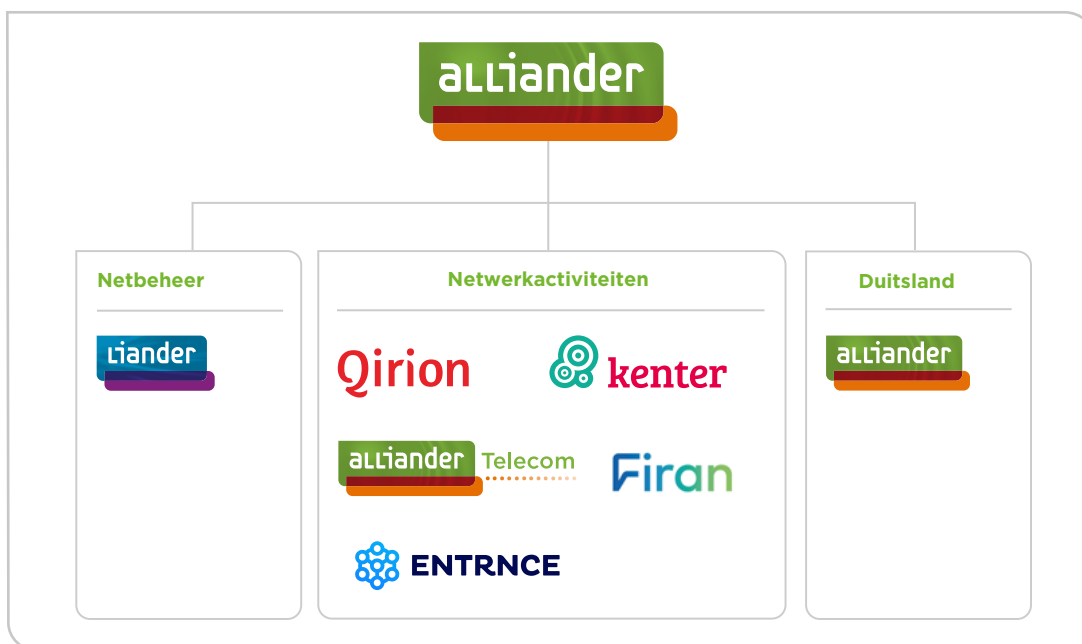 alliander
Netbeheer
Liander
Netwerkactiviteiten
Qirion
kenter
alliander Telecom
Firan
ENTRNCE
Duitsland
alliander